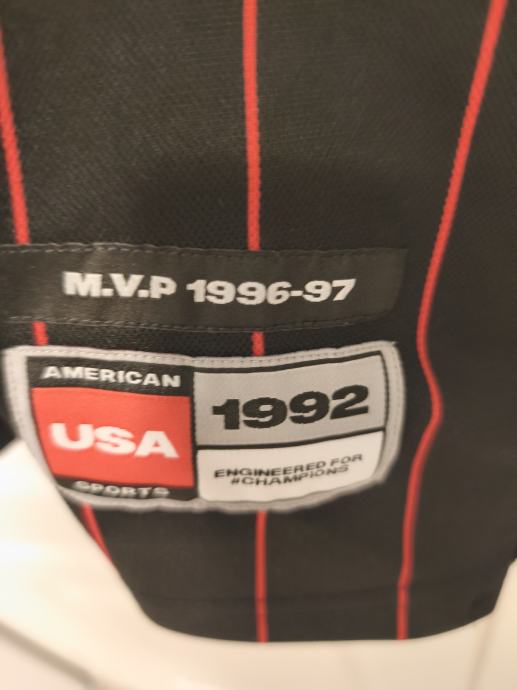 M.V.P 1996-97
AMERICAN
USA
SPORTS
1992
ENGINEERED FOR
#CHAMPIONS